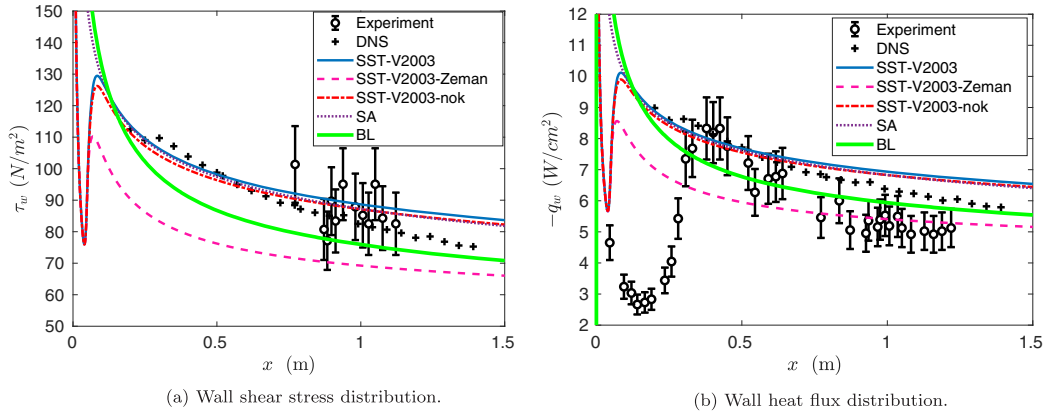 150
140
130
120
110
100
90
80
70
60
50
τw (N/m²)
0
0.5
1
1.5
x (m)
Experiment
DNS
SST-V2003
SST-V2003-Zeman
SST-V2003-nok
SA
BL
(a) Wall shear stress distribution.
12
11
10
9
8
7
6
5
4
3
2
−qw (W/cm²)
0
0.5
1
1.5
x (m)
Experiment
DNS
SST-V2003
SST-V2003-Zeman
SST-V2003-nok
SA
BL
(b) Wall heat flux distribution.